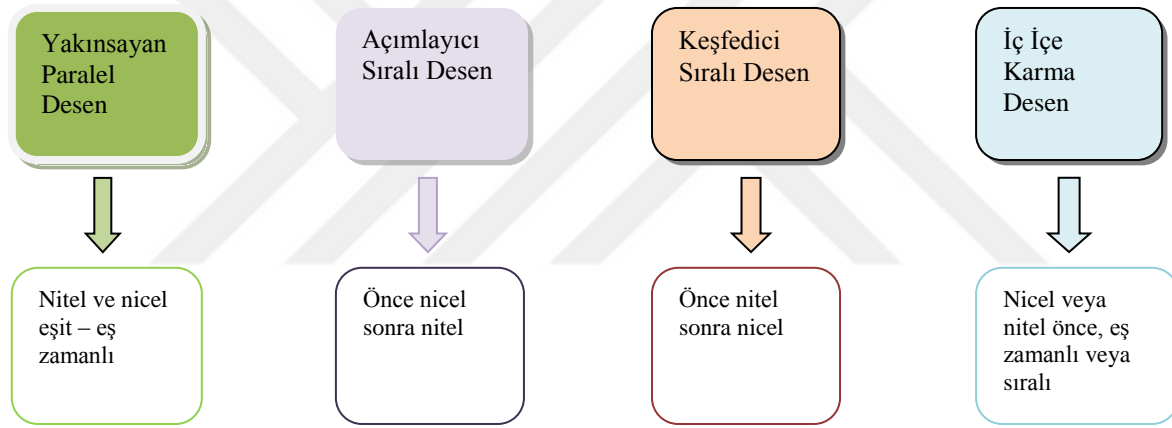 Yakınsayan
Paralel
Desen
Açımlayıcı
Sıralı Desen
Keşfedici
Sıralı Desen
İç İçe
Karma
Desen
Nitel ve nicel
eşit – eş
zamanlı
Önce nicel
sonra nitel
Önce nitel
sonra nicel
Nicel veya
nitel önce, eş
zamanlı veya
sıralı